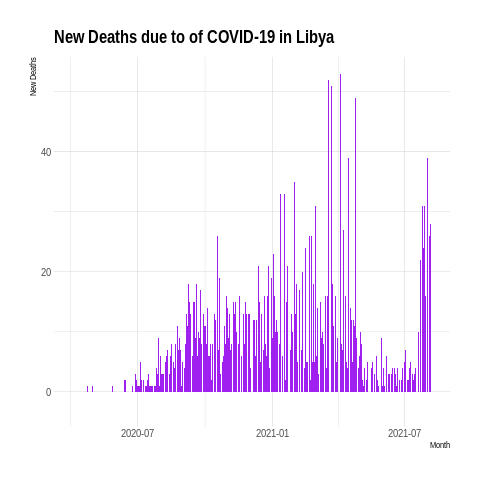 New Deaths due to of COVID-19 in Libya
New Deaths
40
20
0
2020-07
2021-01
2021-07
Month